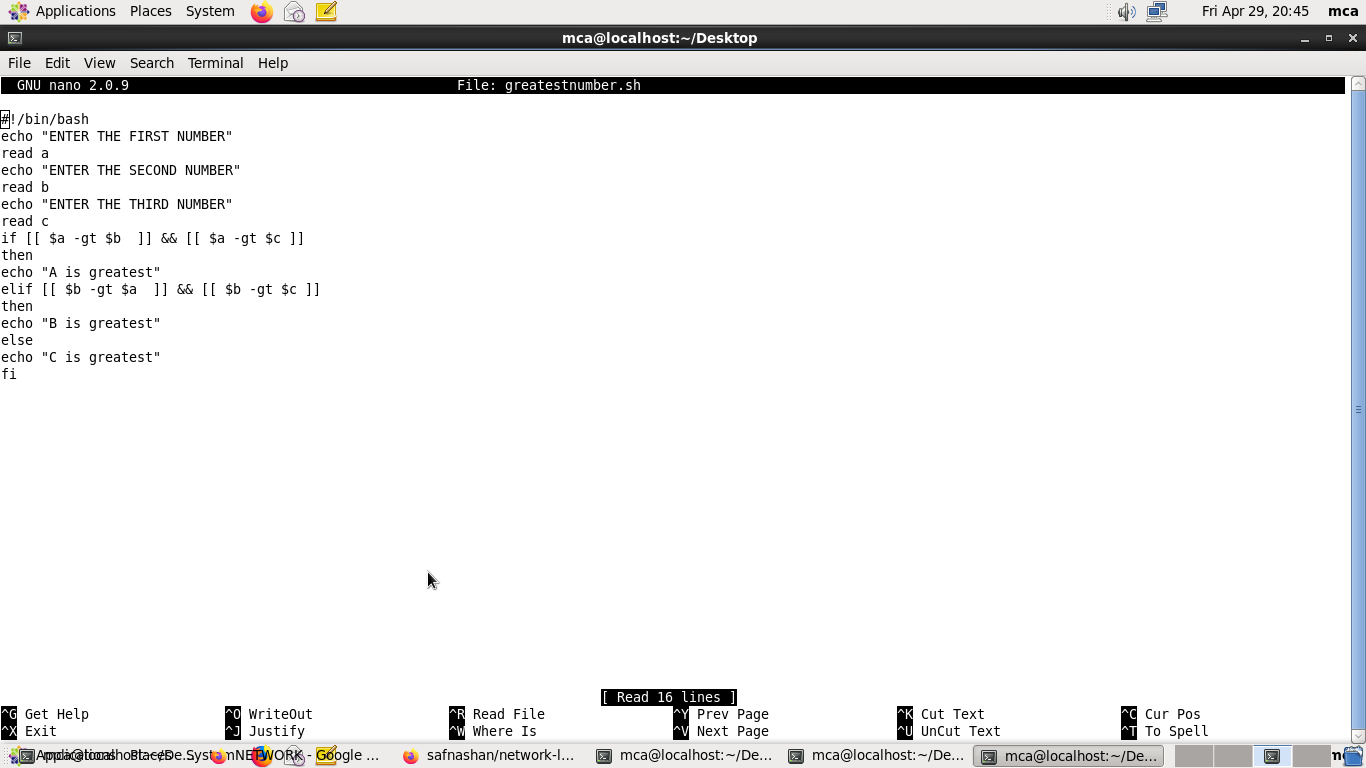 Applications Places System Fri Apr 29, 20:45 mca
mca@localhost:~/Desktop
File Edit View Search Terminal Help
GNU nano 2.0.9 File: greatestnumber.sh
#!/bin/bash
echo "ENTER THE FIRST NUMBER"
read a
echo "ENTER THE SECOND NUMBER"
read b
echo "ENTER THE THIRD NUMBER"
read c
if [[ $a -gt $b  ]] && [[ $a -gt $c ]]
then
echo "A is greatest"
elif [[ $b -gt $a  ]] && [[ $b -gt $c ]]
then
echo "B is greatest"
else
echo "C is greatest"
fi
[ Read 16 lines ]
^G Get Help ^O WriteOut ^R Read File ^Y Prev Page ^K Cut Text ^C Cur Pos
^X Exit ^J Justify ^W Where Is ^V Next Page ^U UnCut Text ^T To Spell
NETWORK - Google ... safnashan/network-l... mca@localhost:~/De... mca@localhost:~/De... mca@localhost:~/De...